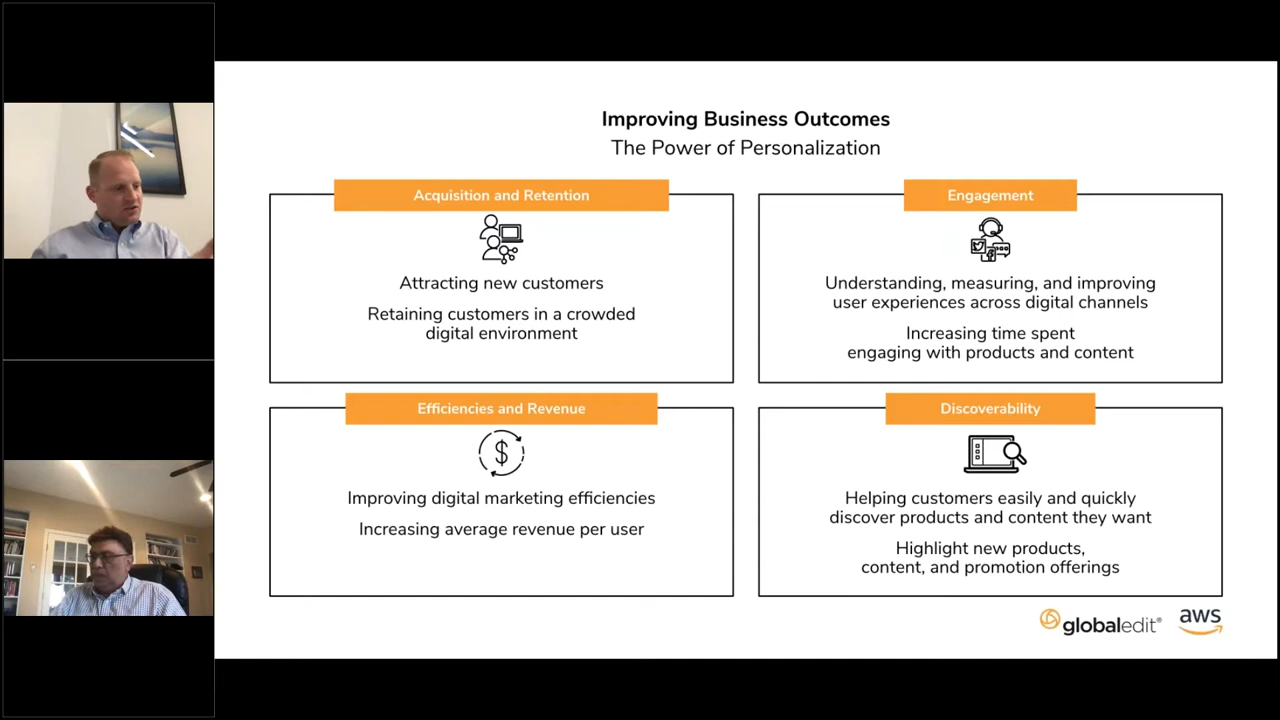 Improving Business Outcomes
The Power of Personalization
Acquisition and Retention
Attracting new customers
Retaining customers in a crowded
digital environment
Engagement
Understanding, measuring, and improving
user experiences across digital channels
Increasing time spent
engaging with products and content
Efficiencies and Revenue
$
Improving digital marketing efficiencies
Increasing average revenue per user
Discoverability
Helping customers easily and quickly
discover products and content they want
Highlight new products,
content, and promotion offerings
globaledit®
aws